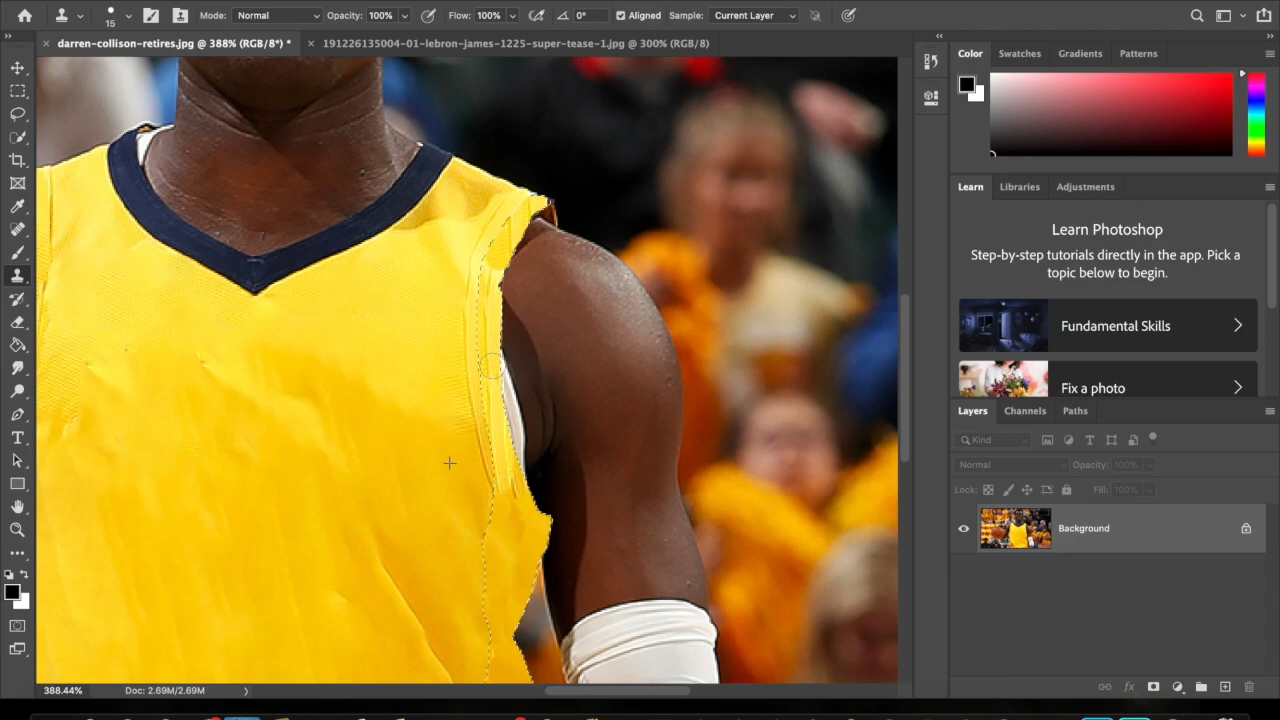 15
Mode:
Normal
Opacity:
100%
Flow:
100%
0°
Aligned
Sample:
Current Layer
darren-collison-retires.jpg @ 388% (RGB/8*) *
191226135004-01-lebron-james-1225-super-tease-1.jpg @ 300% (RGB/8)
Color
Swatches
Gradients
Patterns
Learn
Libraries
Adjustments
Learn Photoshop
Step-by-step tutorials directly in the app. Pick a
topic below to begin.
Fundamental Skills
Fix a photo
Layers
Channels
Paths
Kind
Normal
Opacity: 100%
Lock:
Fill: 100%
Background
388.44%
Doc: 2.69M/2.69M